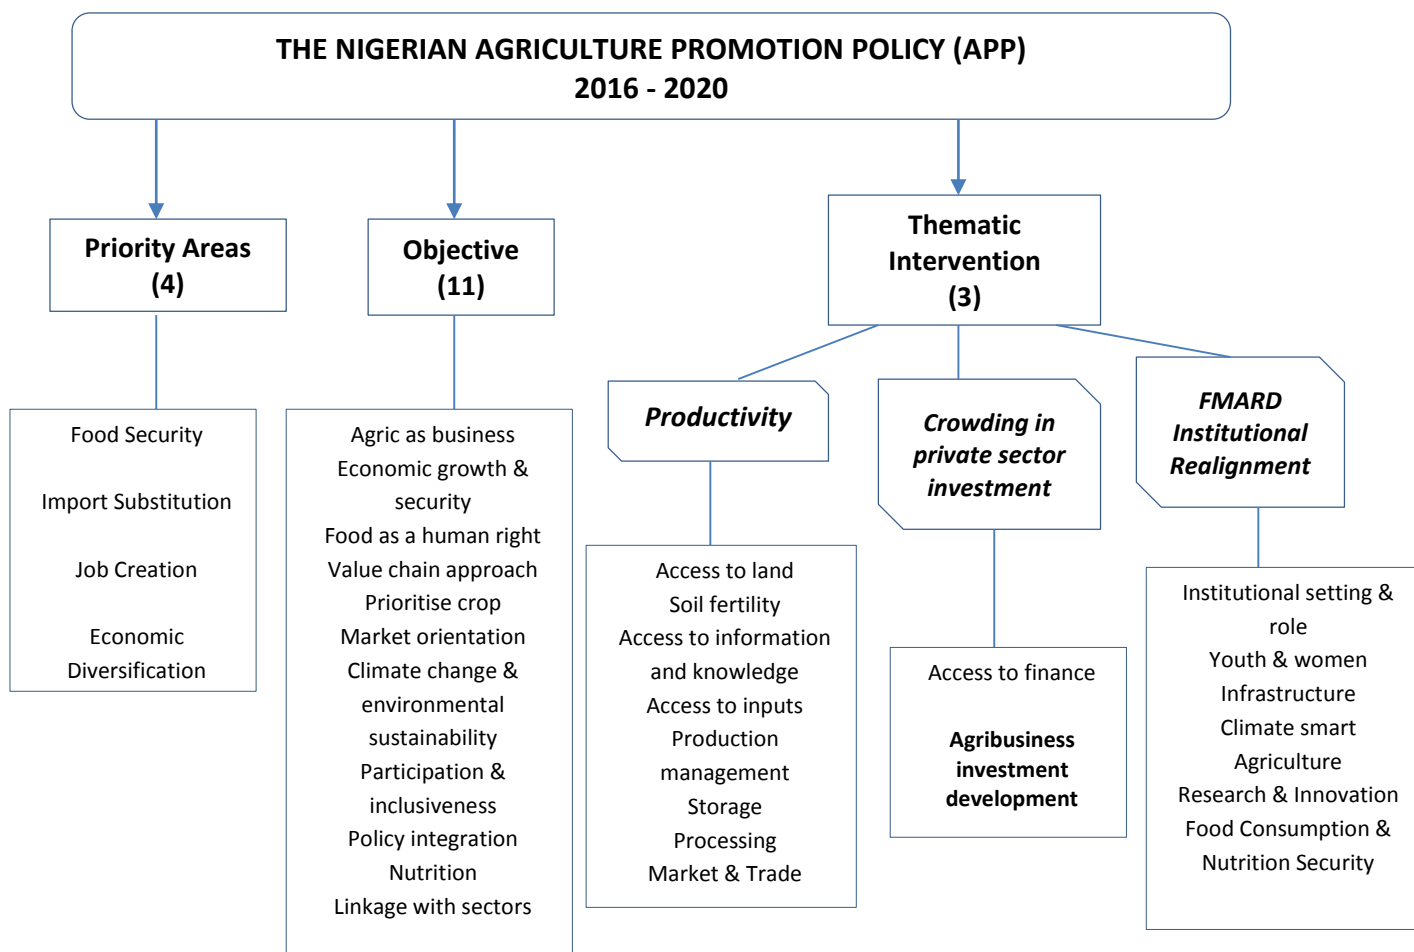 THE NIGERIAN AGRICULTURE PROMOTION POLICY (APP)
2016 - 2020
Priority Areas
(4)
Objective
(11)
Thematic
Intervention
(3)
Food Security
Import Substitution
Job Creation
Economic
Diversification
Agric as business
Economic growth &
security
Food as a human right
Value chain approach
Prioritise crop
Market orientation
Climate change &
environmental
sustainability
Participation &
inclusiveness
Policy integration
Nutrition
Linkage with sectors
Productivity
Access to land
Soil fertility
Access to information
and knowledge
Access to inputs
Production
management
Storage
Processing
Market & Trade
Crowding in
private sector
investment
Access to finance
Agribusiness
investment
development
FMARD
Institutional
Realignment
Institutional setting &
role
Youth & women
Infrastructure
Climate smart
Agriculture
Research & Innovation
Food Consumption &
Nutrition Security